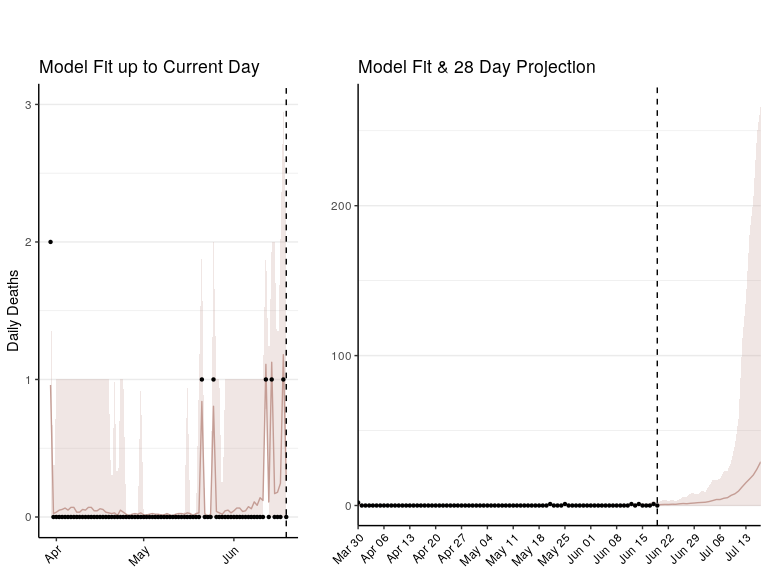 Model Fit up to Current Day
Daily Deaths
3
2
1
0
Apr
May
Jun
Model Fit & 28 Day Projection
200
100
0
Mar 30
Apr 06
Apr 13
Apr 20
Apr 27
May 04
May 11
May 18
May 25
Jun 01
Jun 08
Jun 15
Jun 22
Jun 29
Jul 06
Jul 13